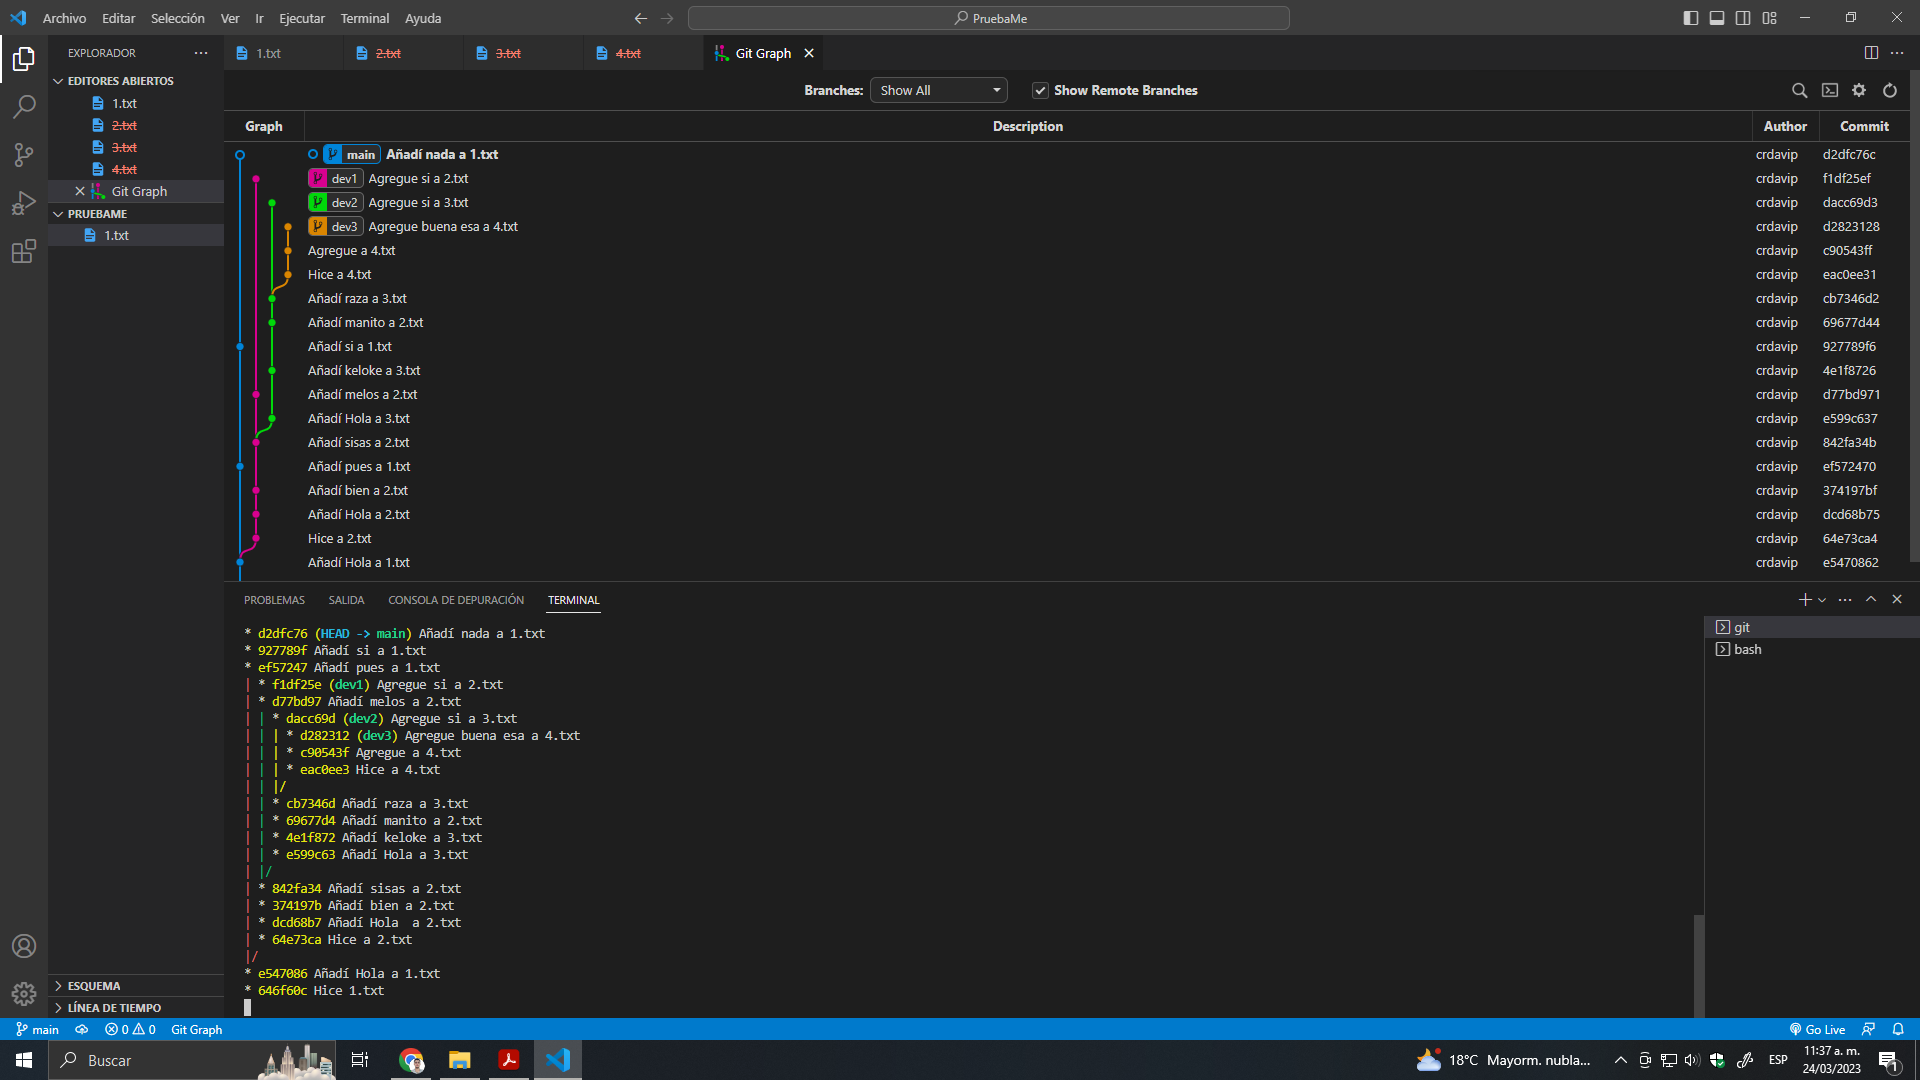 Archivo Editar Selección Ver Ir Ejecutar Terminal Ayuda
PruebaMe
EXPLORADOR
EDITORES ABIERTOS
1.txt
2.txt
3.txt
4.txt
Git Graph
PRUEBAME
1.txt
ESQUEMA
LÍNEA DE TIEMPO
1.txt 2.txt 3.txt 4.txt Git Graph
Branches: Show All Show Remote Branches
Graph Description Author Commit
main Añadí nada a 1.txt crdavip d2dfc76c
dev1 Agregue si a 2.txt crdavip f1df25ef
dev2 Agregue si a 3.txt crdavip dacc69d3
dev3 Agregue buena esa a 4.txt crdavip d2823128
Agregue a 4.txt crdavip c90543ff
Hice a 4.txt crdavip eac0ee31
Añadí raza a 3.txt crdavip cb7346d2
Añadí manito a 2.txt crdavip 69677d44
Añadí si a 1.txt crdavip 927789f6
Añadí keloke a 3.txt crdavip 4e1f8726
Añadí melos a 2.txt crdavip d77bd971
Añadí Hola a 3.txt crdavip e599c637
Añadí sisas a 2.txt crdavip 842fa34b
Añadí pues a 1.txt crdavip ef572470
Añadí bien a 2.txt crdavip 374197bf
Añadí Hola a 2.txt crdavip dcd68b75
Hice a 2.txt crdavip 64e73ca4
Añadí Hola a 1.txt crdavip e5470862
PROBLEMAS SALIDA CONSOLA DE DEPURACIÓN TERMINAL
* d2dfc76 (HEAD -> main) Añadí nada a 1.txt
* 927789f Añadí si a 1.txt
* ef57247 Añadí pues a 1.txt
| * f1df25e (dev1) Agregue si a 2.txt
| * d77bd97 Añadí melos a 2.txt
| | * dacc69d (dev2) Agregue si a 3.txt
| | | * d282312 (dev3) Agregue buena esa a 4.txt
| | | * c90543f Agregue a 4.txt
| | | * eac0ee3 Hice a 4.txt
| | |/
| | * cb7346d Añadí raza a 3.txt
| | * 69677d4 Añadí manito a 2.txt
| | * 4e1f872 Añadí keloke a 3.txt
| | * e599c63 Añadí Hola a 3.txt
| |/
| * 842fa34 Añadí sisas a 2.txt
| * 374197b Añadí bien a 2.txt
| * dcd68b7 Añadí Hola  a 2.txt
| * 64e73ca Hice a 2.txt
|/
* e547086 Añadí Hola a 1.txt
* 646f60c Hice 1.txt
git
bash
main 0 0 Git Graph Go Live
Buscar
18°C Mayorm. nubla... ESP
11:37 a. m.
24/03/2023
1